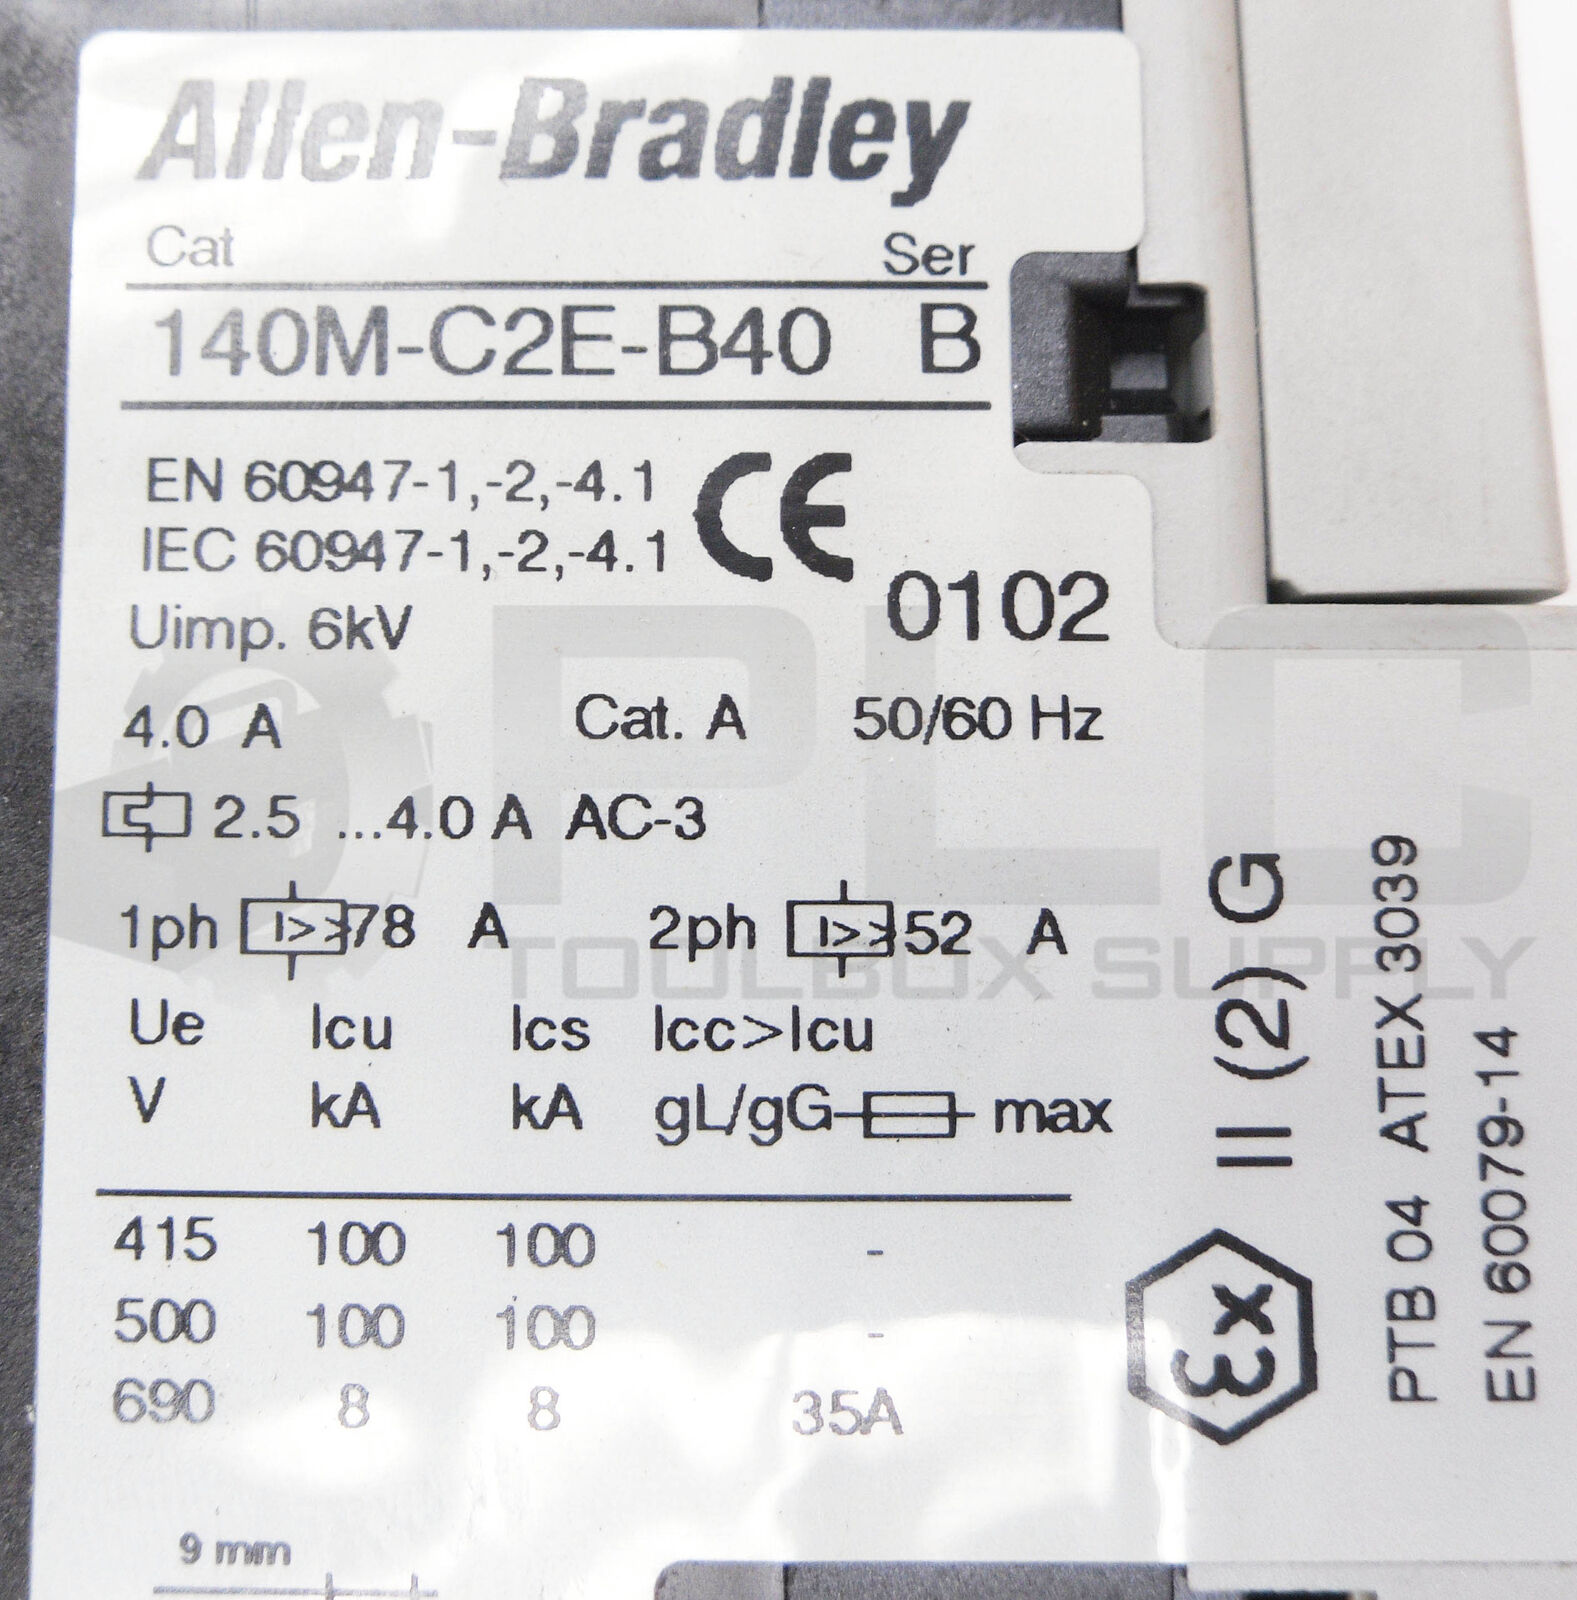 Allen-Bradley
Cat Ser
140M-C2E-B40 B
EN 60947-1,-2,-4.1
IEC 60947-1,-2,-4.1
CE
0102
Uimp. 6kV
4.0 A Cat. A 50/60 Hz
2.5 ...4.0 A AC-3
1ph I>> 78 A 2ph I>> 52 A
Ue Icu Ics Icc>Icu
V kA kA gL/gG max
415 100 100 -
500 100 100 -
690 8 8 35A
9 mm
εx II (2) G
PTB 04 ATEX 3039
EN 60079-14
PLC
TOOLBOX SUPPLY